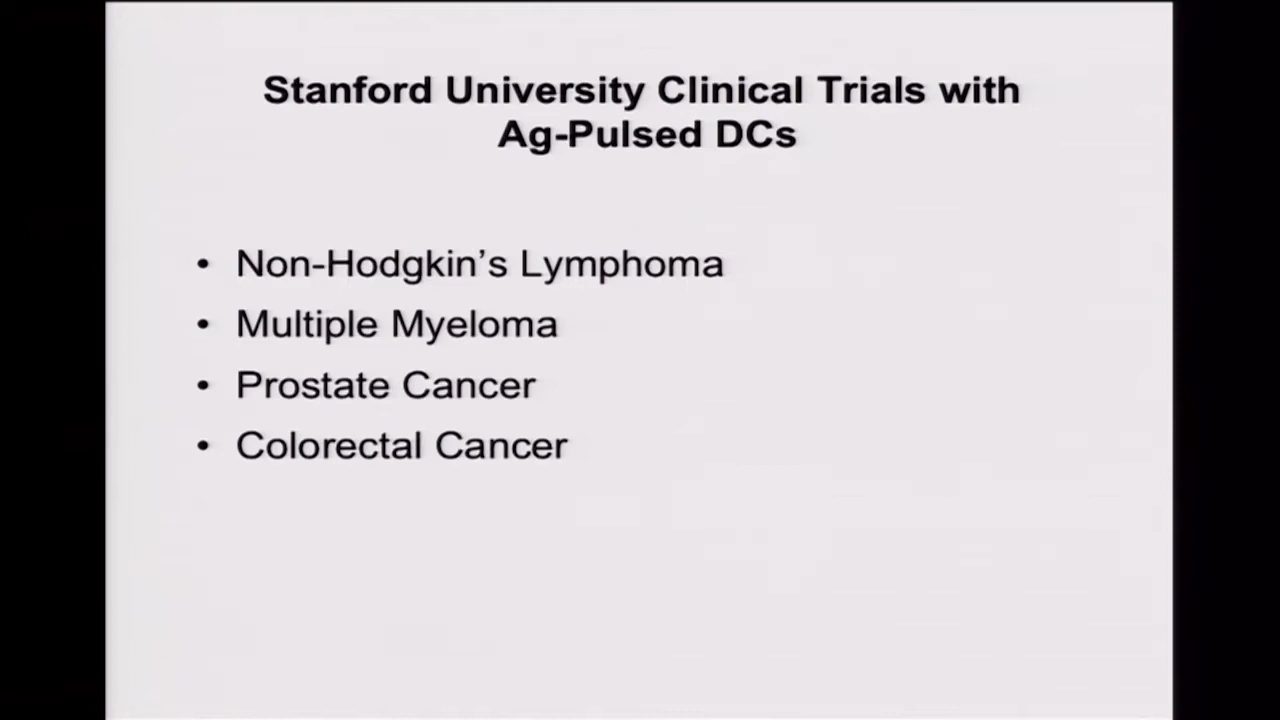 Stanford University Clinical Trials with
Ag-Pulsed DCs
• Non-Hodgkin’s Lymphoma
• Multiple Myeloma
• Prostate Cancer
• Colorectal Cancer